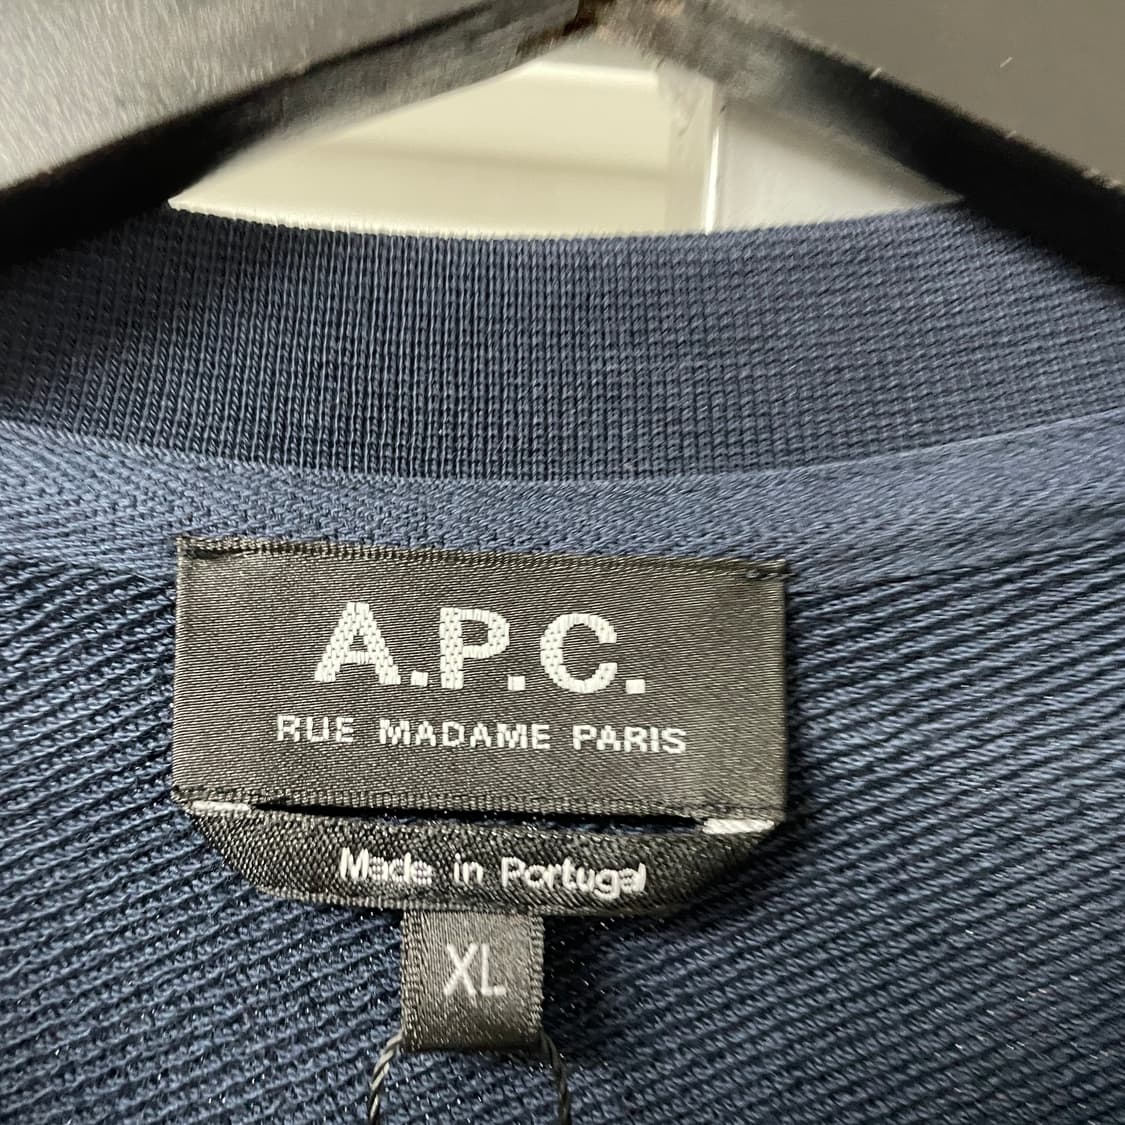 A.P.C.
RUE MADAME PARIS
Made in Portugal
XL